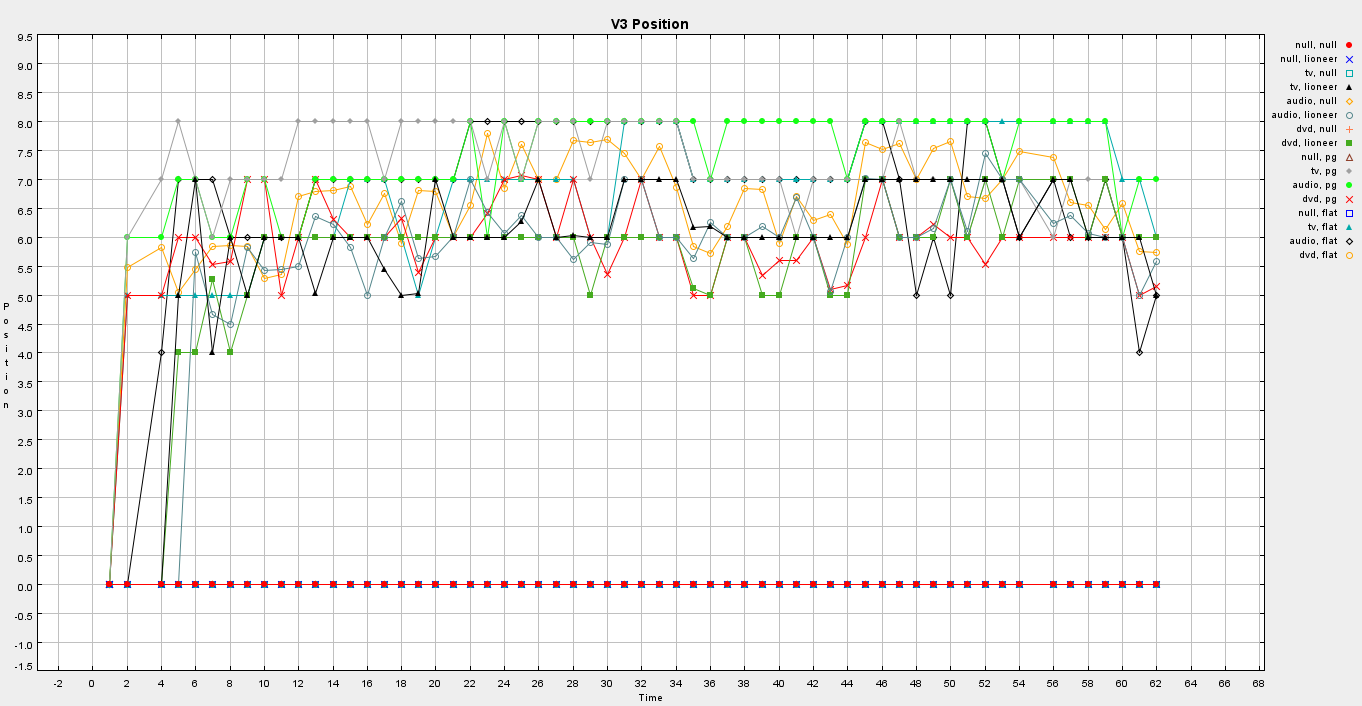 V3 Position
9.5
9.0
8.5
8.0
7.5
7.0
6.5
6.0
5.5
5.0
4.5
4.0
3.5
3.0
2.5
2.0
1.5
1.0
0.5
0.0
-0.5
-1.0
-1.5
Position
-2 0 2 4 6 8 10 12 14 16 18 20 22 24 26 28 30 32 34 36 38 40 42 44 46 48 50 52 54 56 58 60 62 64 66 68
Time
null, null
null, lioneer
tv, null
tv, lioneer
audio, null
audio, lioneer
dvd, null
dvd, lioneer
null, pg
tv, pg
audio, pg
dvd, pg
null, flat
tv, flat
audio, flat
dvd, flat